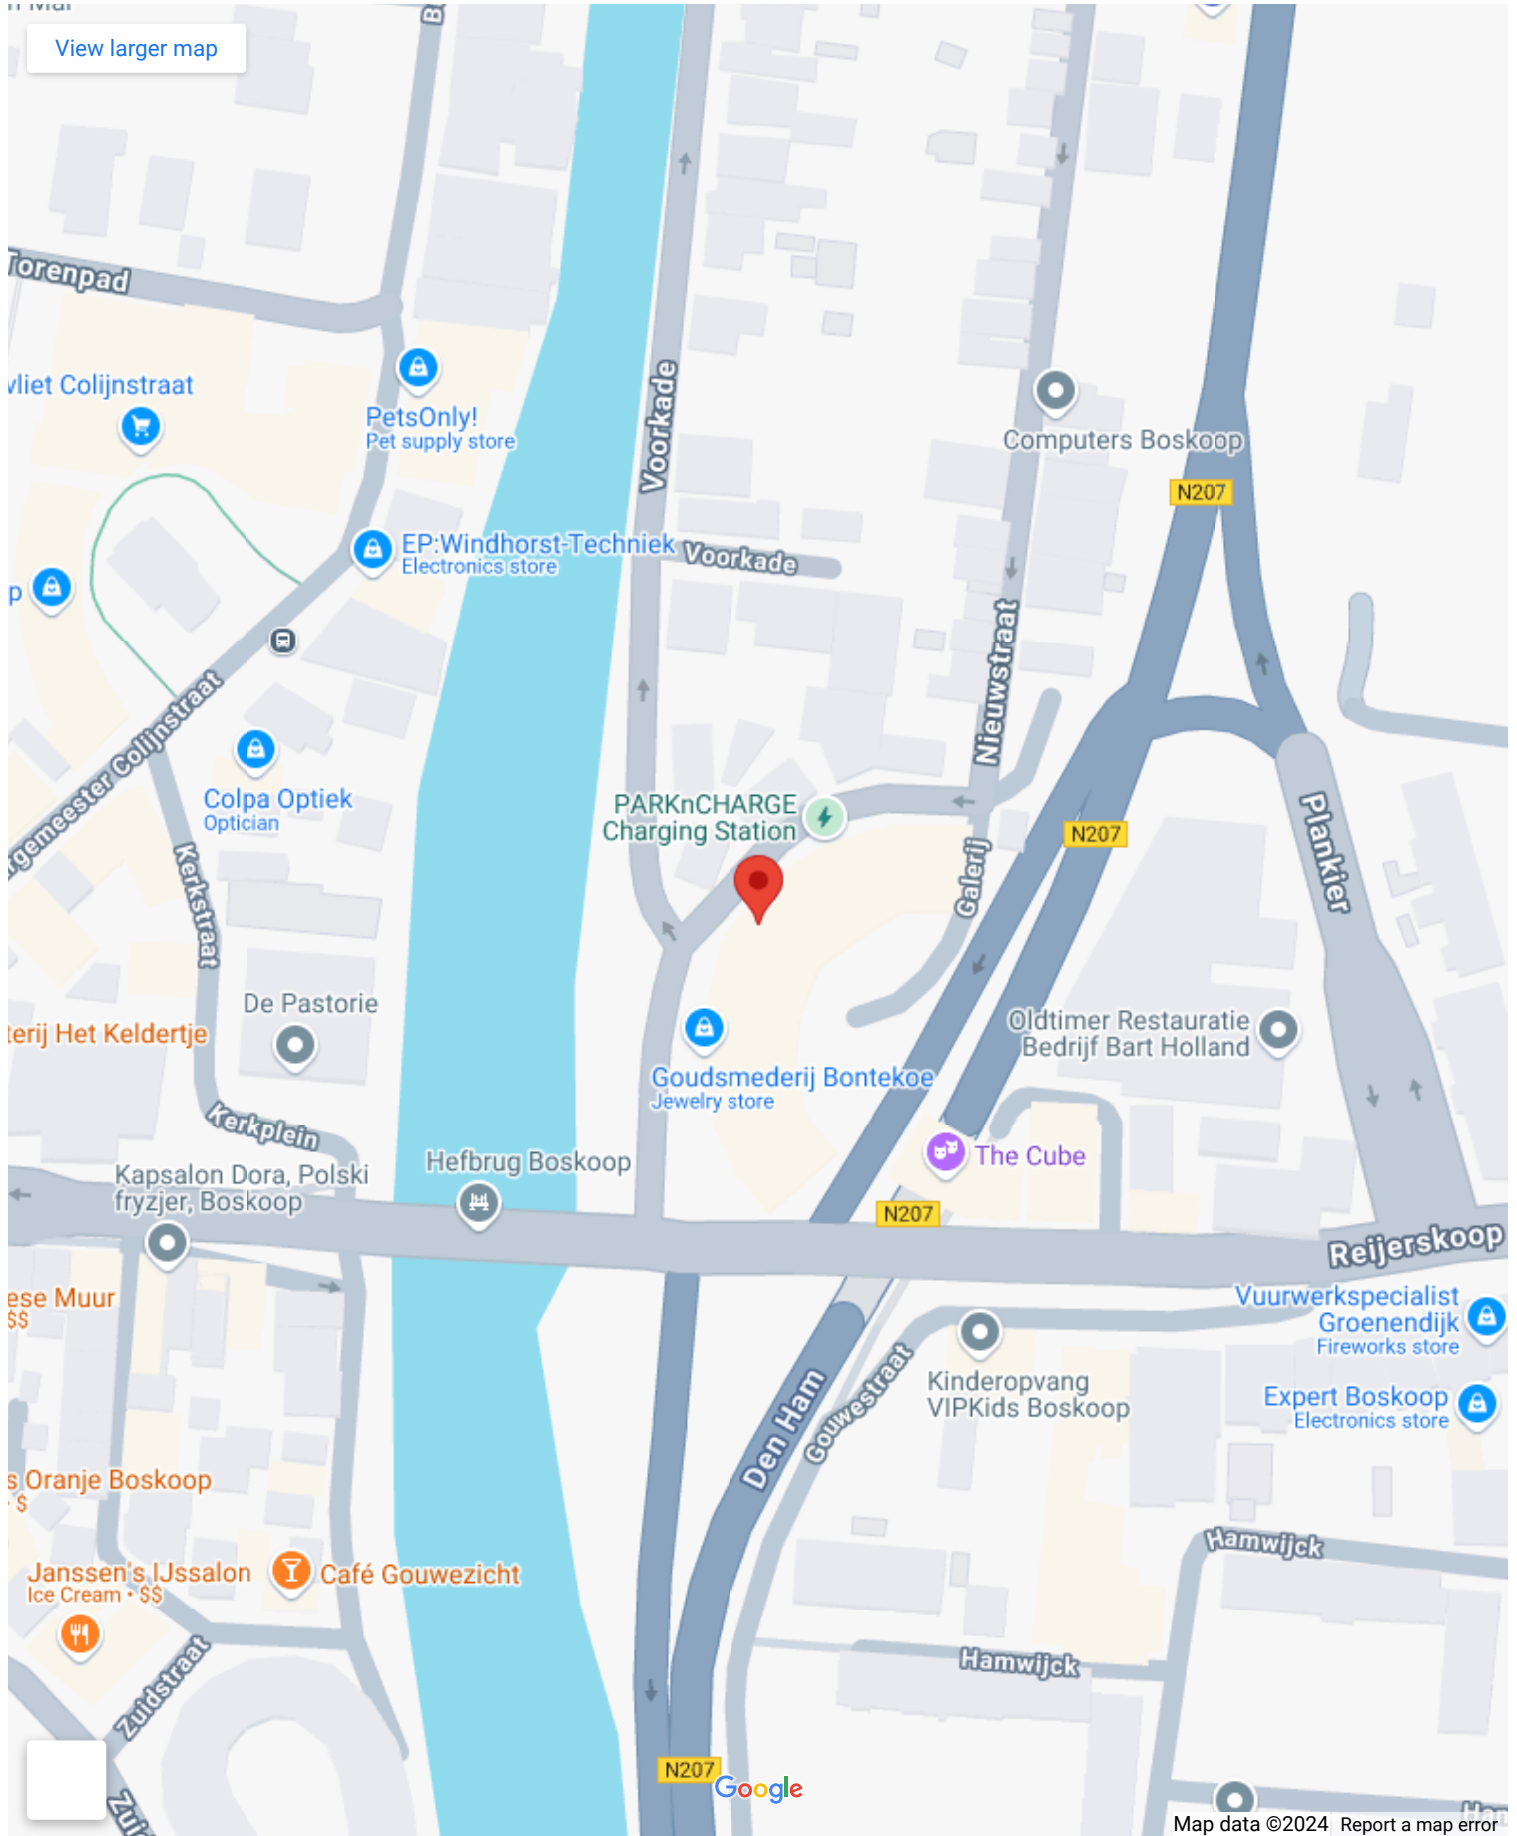 View larger map
Torenpad
vliet Colijnstraat
PetsOnly!
Pet supply store
Voorkade
Computers Boskoop
N207
EP:Windhorst-Techniek
Electronics store
Voorkade
p
Nieuwstraat
rgemeester Colijnstraat
Colpa Optiek
Optician
PARKnCHARGE
Charging Station
N207
Plankier
Galerij
Kerkstraat
De Pastorie
terij Het Keldertje
Oldtimer Restauratie
Bedrijf Bart Holland
Goudsmederij Bontekoe
Jewelry store
Kerkplein
The Cube
Hefbrug Boskoop
Kapsalon Dora, Polski
fryzjer, Boskoop
N207
Reijerskoop
ese Muur
$$
Vuurwerkspecialist
Groenendijk
Fireworks store
Den Ham
Gouwestraat
Kinderopvang
VIPKids Boskoop
Expert Boskoop
Electronics store
s Oranje Boskoop
· $
Hamwijck
Janssen's IJssalon
Ice Cream · $$
Café Gouwezicht
Zuidstraat
Hamwijck
N207
Google
Zuid
Ham
Map data ©2024
Report a map error